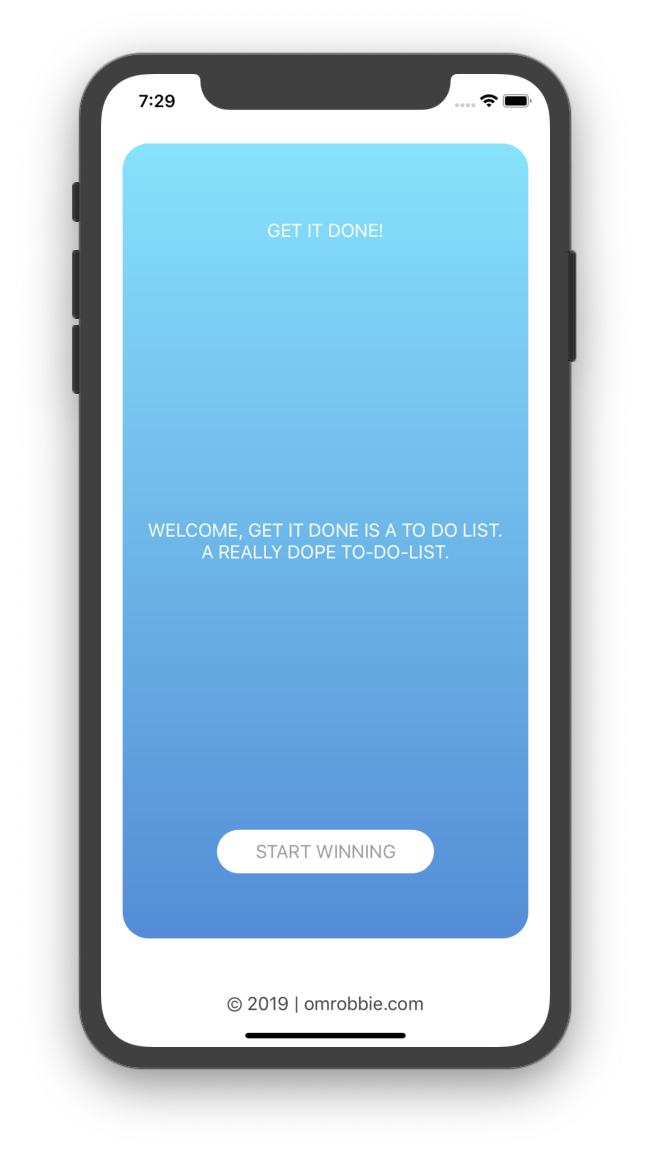 7:29
GET IT DONE!
WELCOME, GET IT DONE IS A TO DO LIST.
A REALLY DOPE TO-DO-LIST.
START WINNING
© 2019 | omrobbie.com